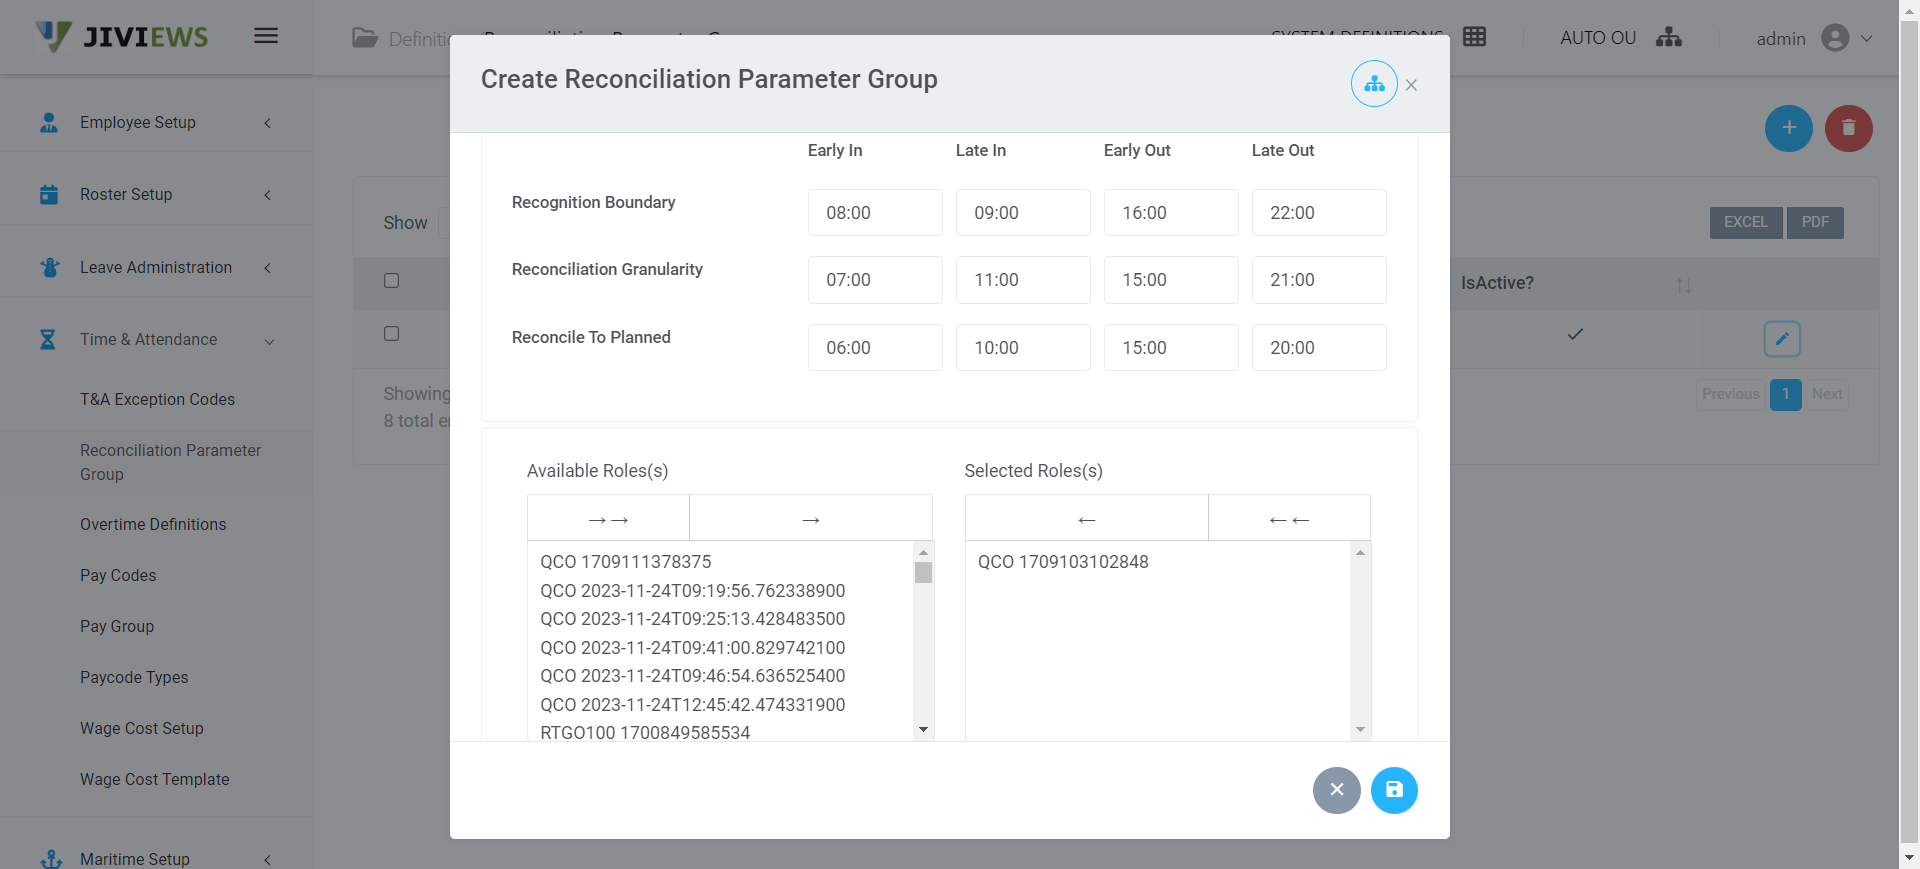 JIVIEWS
SYSTEM DEFINITIONS
AUTO OU
admin
Create Reconciliation Parameter Group
Employee Setup
Roster Setup
Leave Administration
Time & Attendance
T&A Exception Codes
Reconciliation Parameter
Group
Overtime Definitions
Pay Codes
Pay Group
Paycode Types
Wage Cost Setup
Wage Cost Template
Maritime Setup
Show
EXCEL PDF
IsActive?
Showing
8 total
Previous 1 Next
Early In Late In Early Out Late Out
Recognition Boundary 08:00 09:00 16:00 22:00
Reconciliation Granularity 07:00 11:00 15:00 21:00
Reconcile To Planned 06:00 10:00 15:00 20:00
Available Roles(s)
QCO 1709111378375
QCO 2023-11-24T09:19:56.762338900
QCO 2023-11-24T09:25:13.428483500
QCO 2023-11-24T09:41:00.829742100
QCO 2023-11-24T09:46:54.636525400
QCO 2023-11-24T12:45:42.474331900
RTGO100 1700849585534
Selected Roles(s)
QCO 1709103102848